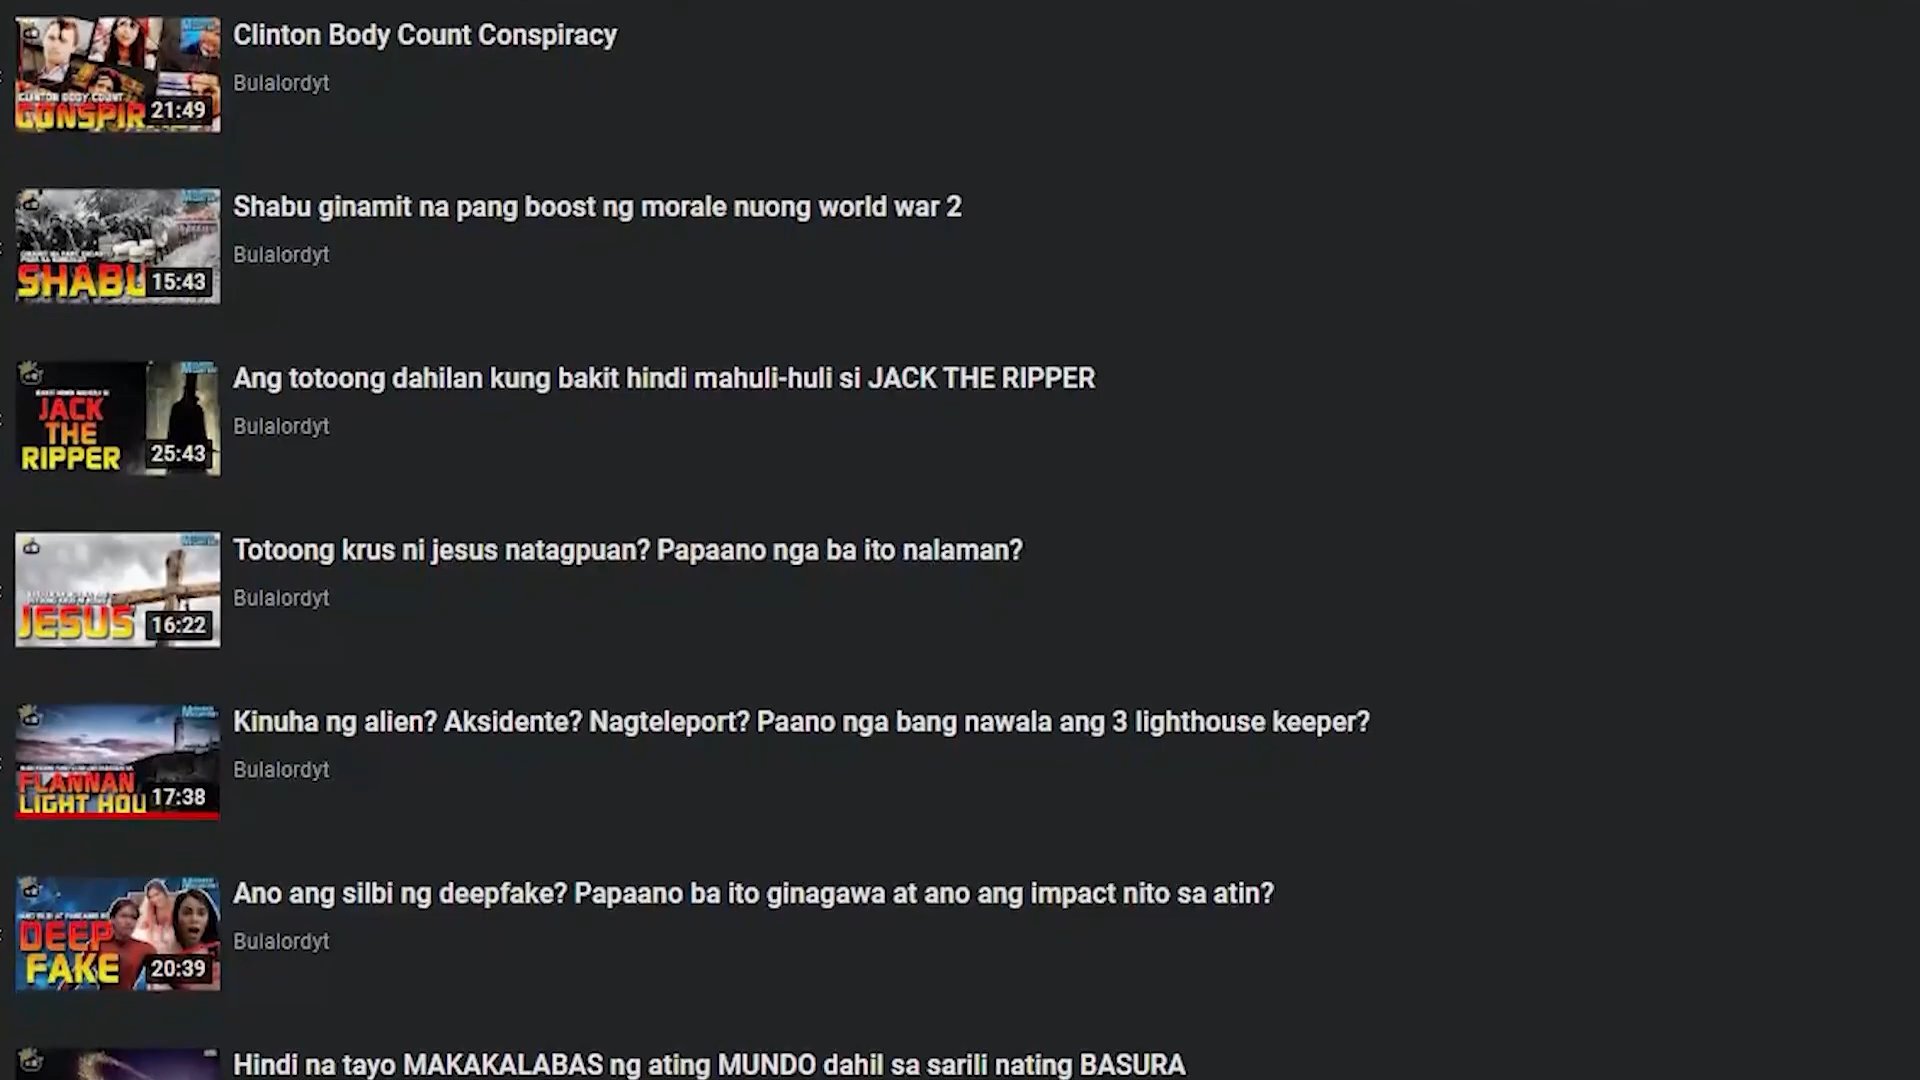 Clinton Body Count Conspiracy
Bulalordyt
CLINTON BODY COUNT
CONSPIR
21:49
Shabu ginamit na pang boost ng morale nuong world war 2
Bulalordyt
SHABU
15:43
Ang totoong dahilan kung bakit hindi mahuli-huli si JACK THE RIPPER
Bulalordyt
JACK
THE
RIPPER
25:43
Totoong krus ni jesus natagpuan? Papaano nga ba ito nalaman?
Bulalordyt
JESUS
16:22
Kinuha ng alien? Aksidente? Nagteleport? Paano nga bang nawala ang 3 lighthouse keeper?
Bulalordyt
FLANNAN
LIGHT HOU
17:38
Ano ang silbi ng deepfake? Papaano ba ito ginagawa at ano ang impact nito sa atin?
Bulalordyt
DEEP
FAKE
20:39
Hindi na tayo MAKAKALABAS ng ating MUNDO dahil sa sarili nating BASURA